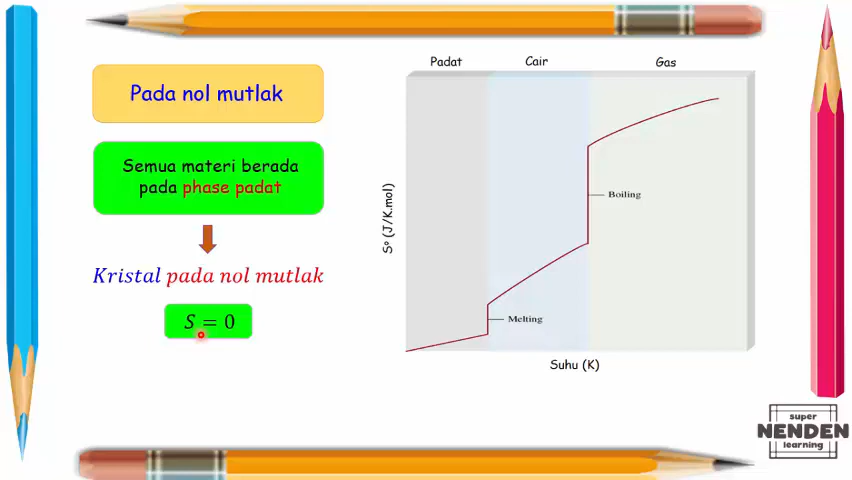 Pada nol mutlak
Semua materi berada
pada phase padat
Kristal pada nol mutlak
S = 0
Padat
Cair
Gas
S° (J/K.mol)
Boiling
Melting
Suhu (K)
super
NENDEN
learning